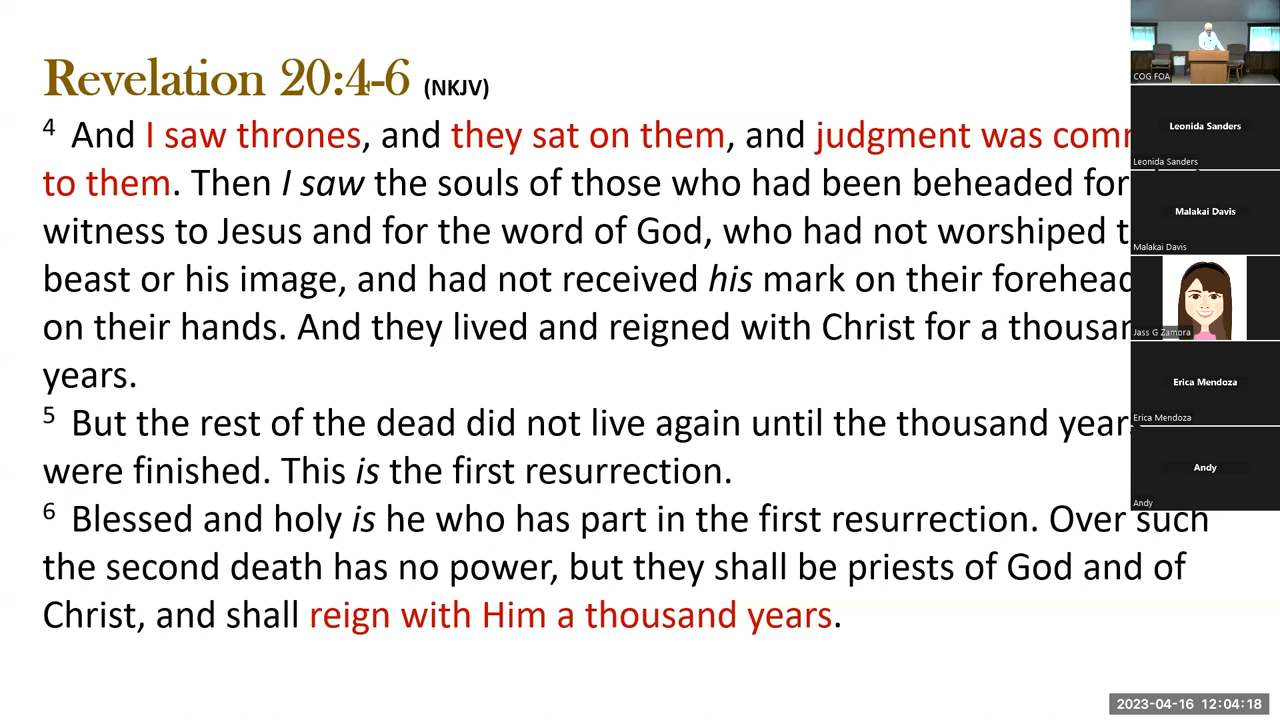 Revelation 20:4-6 (NKJV)
4 And I saw thrones, and they sat on them, and judgment was
to them. Then I saw the souls of those who had been beheaded for
witness to Jesus and for the word of God, who had not worshiped
beast or his image, and had not received his mark on their
on their hands. And they lived and reigned with Christ for a
years.
5 But the rest of the dead did not live again until the thousand
were finished. This is the first resurrection.
6 Blessed and holy is he who has part in the first resurrection. Over such
the second death has no power, but they shall be priests of God and of
Christ, and shall reign with Him a thousand years.
COG FOA
Leonida Sanders
Leonida Sanders
Malakai Davis
Malakai Davis
Jass G Zamora
Erica Mendoza
Erica Mendoza
Andy
Andy
2023-04-16 12:04:18